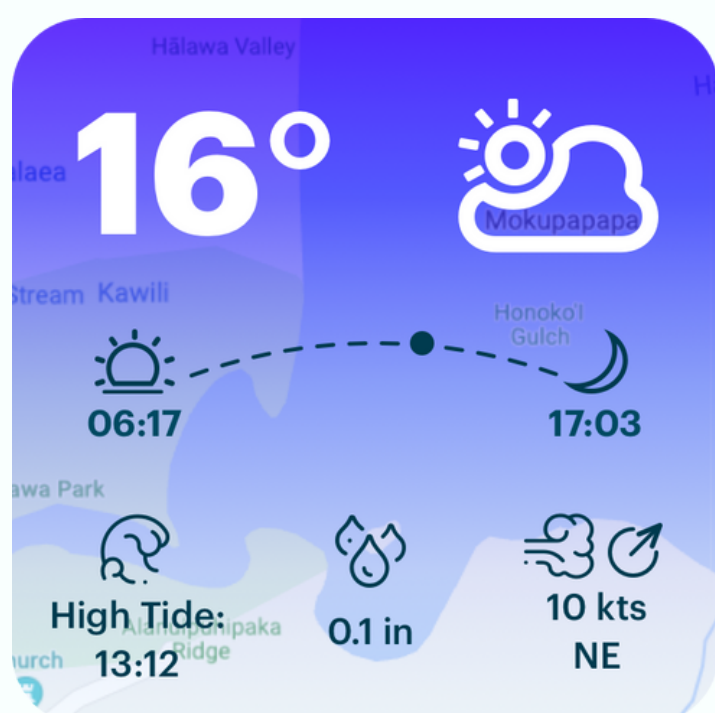 Hālawa Valley
16°
alaea
Mokupapapa
Stream Kawili
Honoko'I
Gulch
06:17
17:03
awa Park
High Tide:
13:12
0.1 in
10 kts
NE
Ridge
hurch